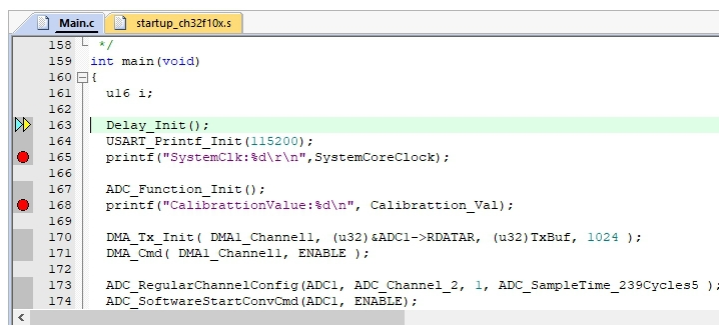 Main.c startup_ch32f10x.s
158 */
159 int main(void)
160 {
161 u16 i;
162
163 Delay_Init();
164 USART_Printf_Init(115200);
165 printf("SystemClk:%d\r\n",SystemCoreClock);
166
167 ADC_Function_Init();
168 printf("CalibrattionValue:%d\n", Calibrattion_Val);
169
170 DMA_Tx_Init( DMA1_Channel1, (u32)&ADC1->RDATAR, (u32)TxBuf, 1024 );
171 DMA_Cmd( DMA1_Channel1, ENABLE );
172
173 ADC_RegularChannelConfig(ADC1, ADC_Channel_2, 1, ADC_SampleTime_239Cycles5 );
174 ADC_SoftwareStartConvCmd(ADC1, ENABLE);